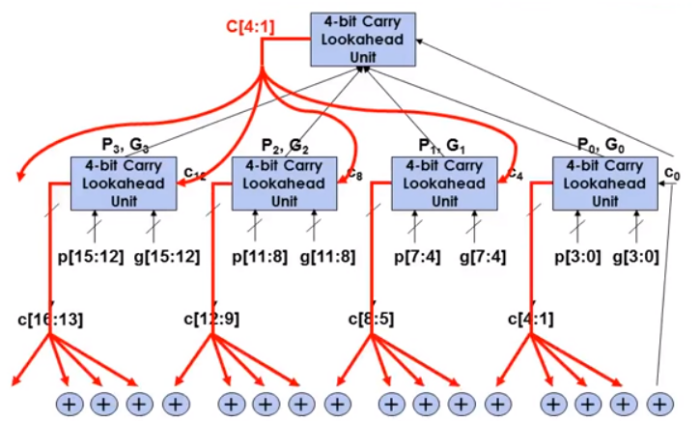 C[4:1]
4-bit Carry
Lookahead
Unit
P3, G3
P2, G2
P1, G1
P0, G0
4-bit Carry
Lookahead
Unit
c12
4-bit Carry
Lookahead
Unit
c8
4-bit Carry
Lookahead
Unit
c4
4-bit Carry
Lookahead
Unit
c0
p[15:12] g[15:12]
p[11:8] g[11:8]
p[7:4] g[7:4]
p[3:0] g[3:0]
c[16:13]
c[12:9]
c[8:5]
c[4:1]
+ + + + + + + + + + + + + + + +